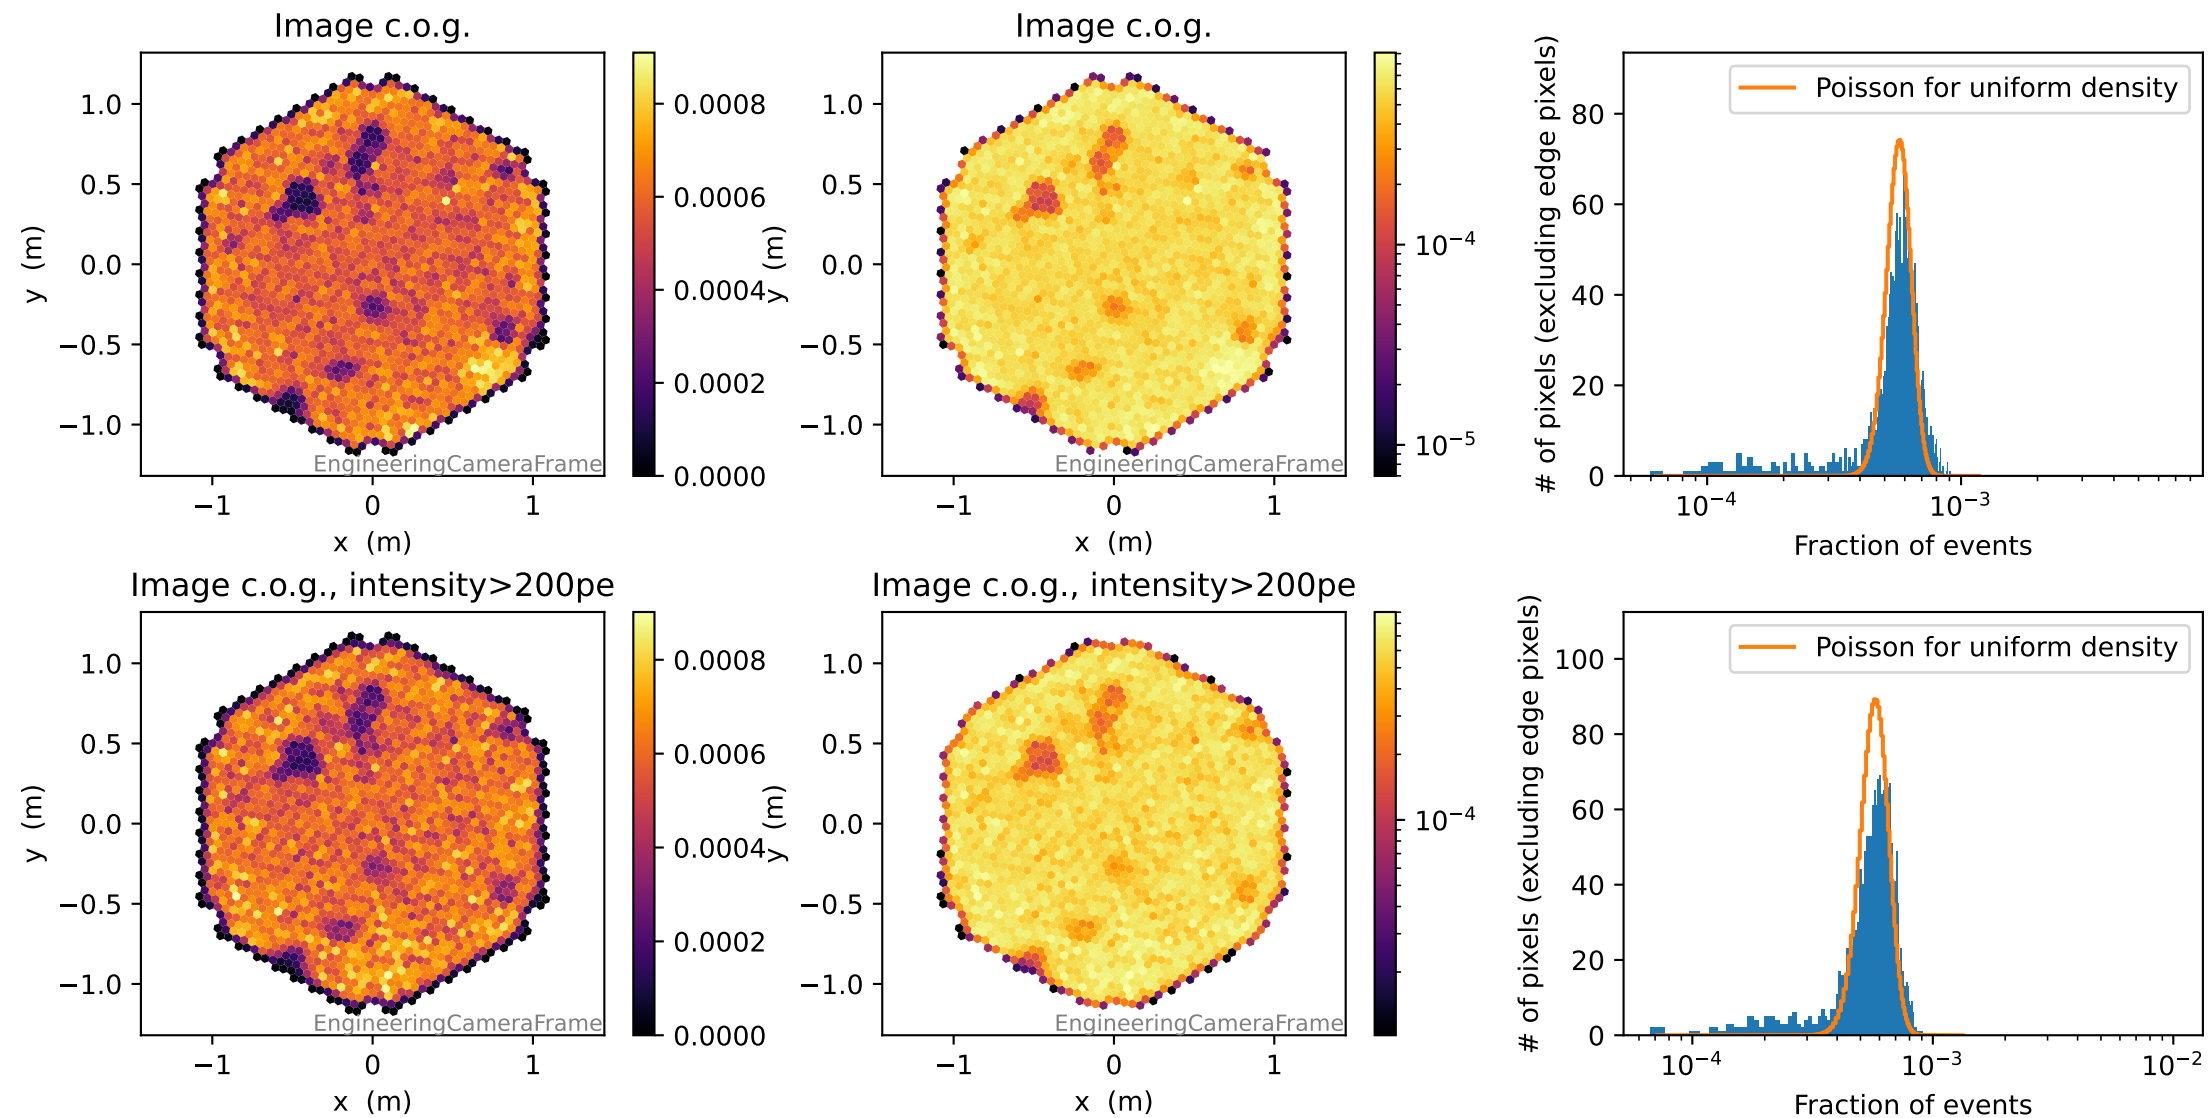 Image c.o.g.
1.0
0.5
0.0
−0.5
−1.0
y (m)
−1
0
1
x (m)
EngineeringCameraFrame
0.0008
0.0006
0.0004
0.0002
0.0000
Image c.o.g.
1.0
0.5
0.0
−0.5
−1.0
y (m)
−1
0
1
x (m)
EngineeringCameraFrame
10⁻⁴
10⁻⁵
Poisson for uniform density
# of pixels (excluding edge pixels)
80
60
40
20
0
10⁻⁴
10⁻³
Fraction of events
Image c.o.g., intensity>200pe
1.0
0.5
0.0
−0.5
−1.0
y (m)
−1
0
1
x (m)
EngineeringCameraFrame
0.0008
0.0006
0.0004
0.0002
0.0000
Image c.o.g., intensity>200pe
1.0
0.5
0.0
−0.5
−1.0
y (m)
−1
0
1
x (m)
EngineeringCameraFrame
10⁻⁴
Poisson for uniform density
# of pixels (excluding edge pixels)
100
80
60
40
20
0
10⁻⁴
10⁻³
10⁻²
Fraction of events